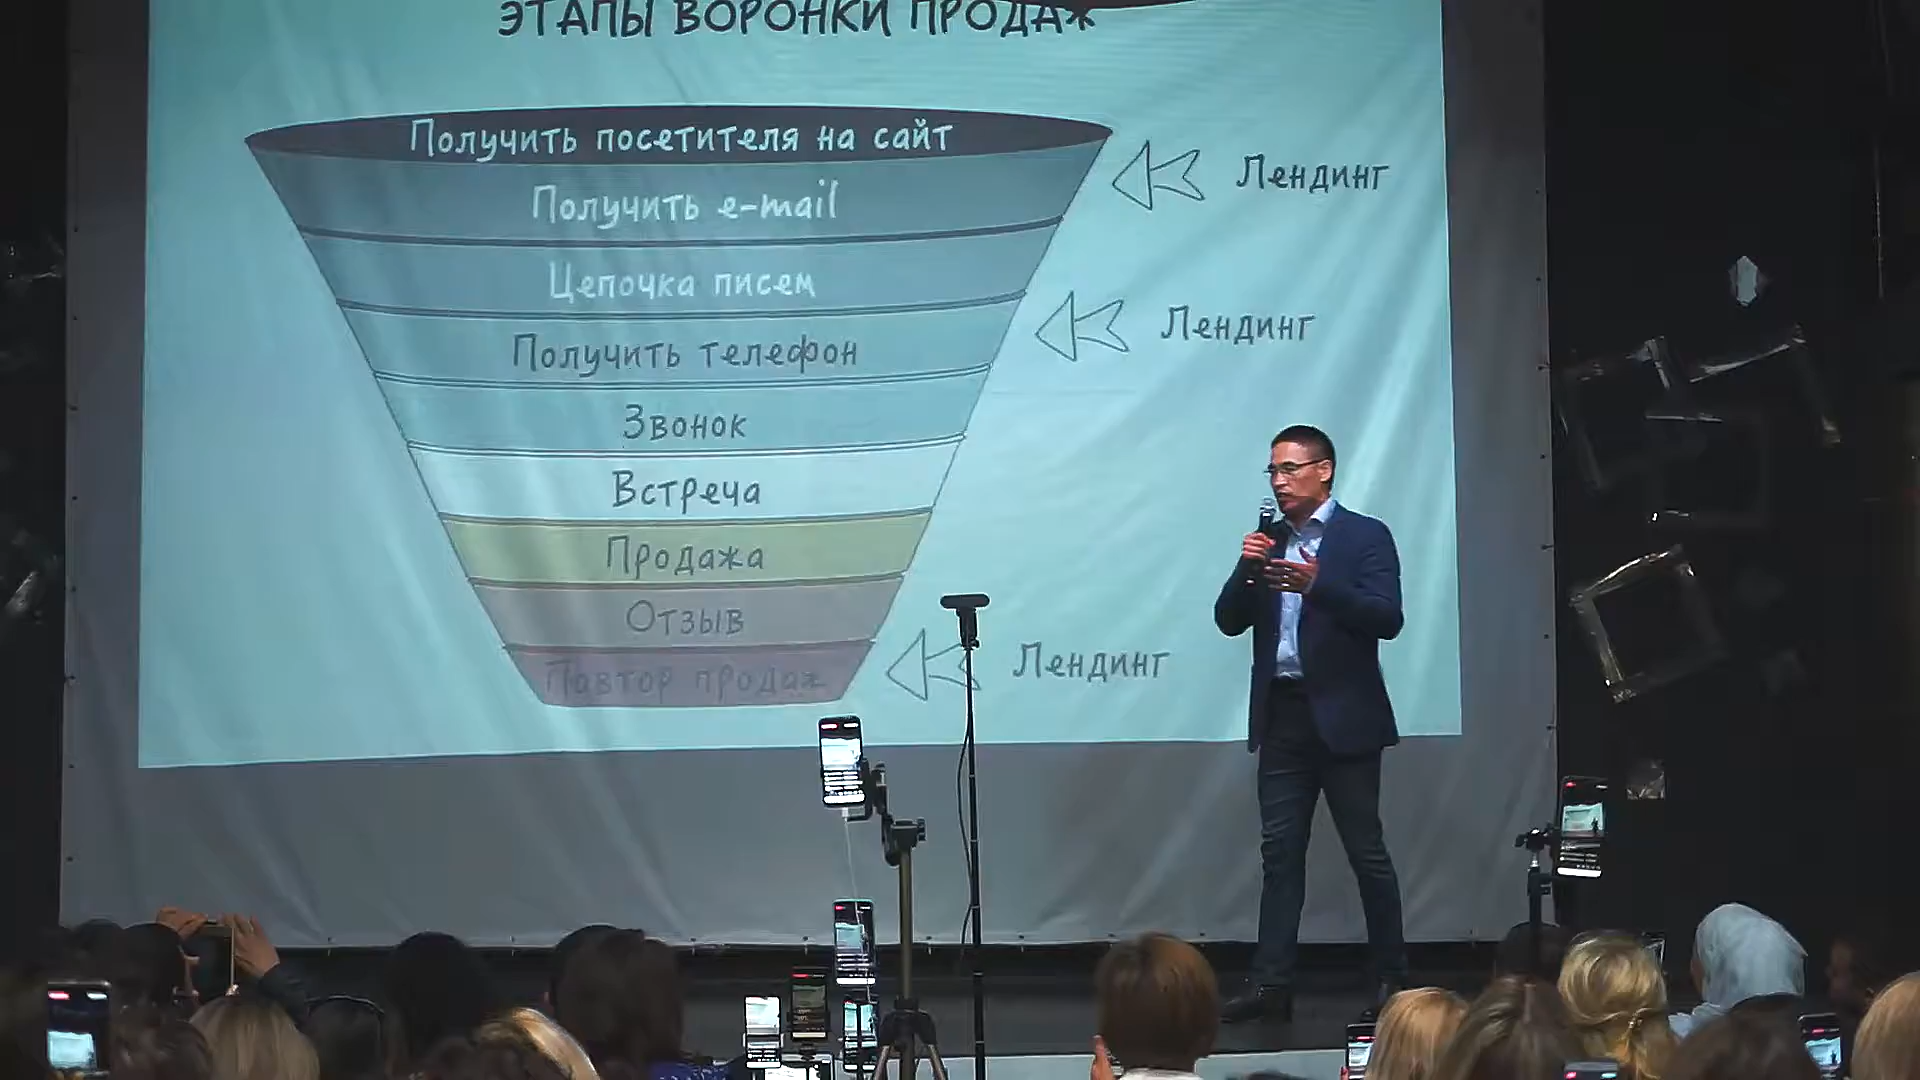 ЭТАПЫ ВОРОНКИ ПРОДАЖ
Получить посетителя на сайт
Лендинг
Получить e-mail
Цепочка писем
Лендинг
Получить телефон
Звонок
Встреча
Продажа
Отзыв
Лендинг
Повтор продаж